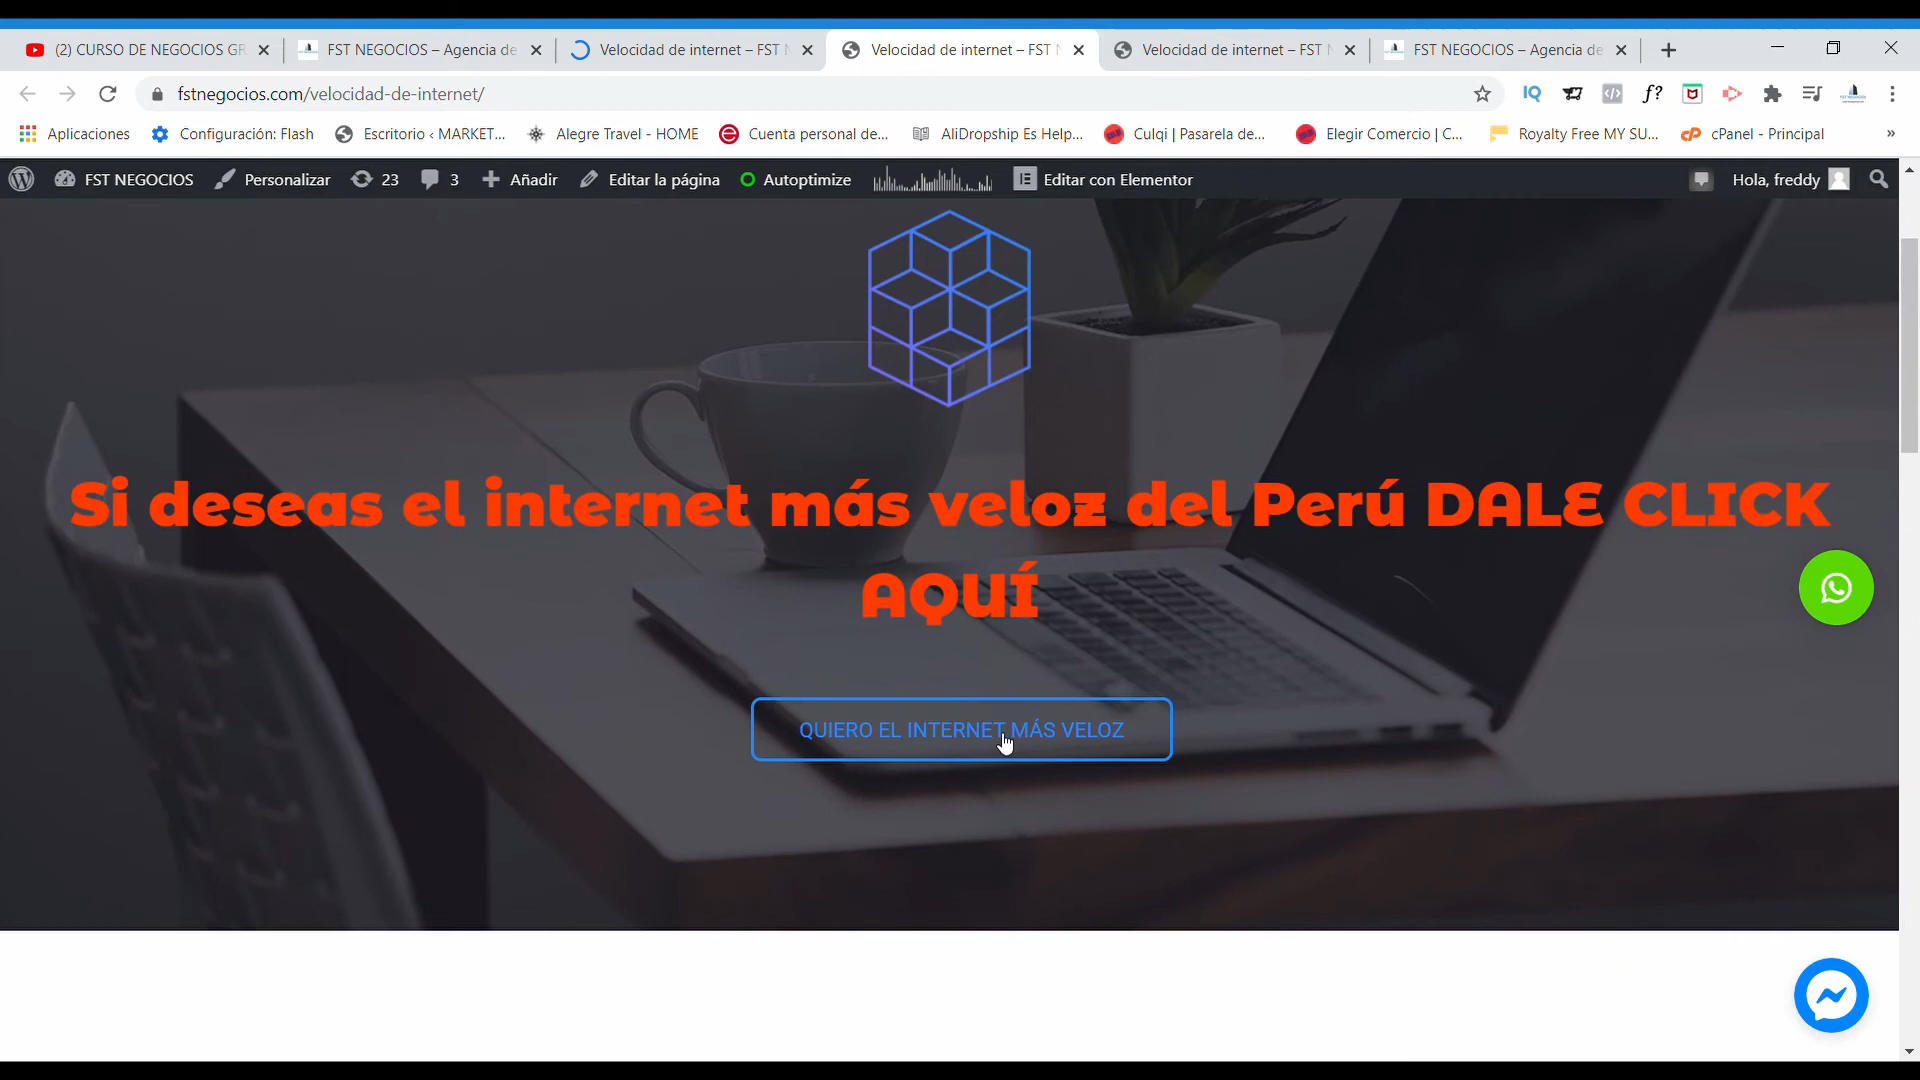 (2) CURSO DE NEGOCIOS GR
FST NEGOCIOS – Agencia de
Velocidad de internet – FST
Velocidad de internet – FST
Velocidad de internet – FST
FST NEGOCIOS – Agencia de
fstnegocios.com/velocidad-de-internet/
Aplicaciones
Configuración: Flash
Escritorio ‹ MARKET...
Alegre Travel - HOME
Cuenta personal de...
AliDropship Es Help...
Culqi | Pasarela de...
Elegir Comercio | C...
Royalty Free MY SU...
cPanel - Principal
FST NEGOCIOS
Personalizar
23
3
Añadir
Editar la página
Autoptimize
Editar con Elementor
Hola, freddy
Si deseas el internet más veloz del Perú DALE CLICK
AQUÍ
QUIERO EL INTERNET MÁS VELOZ